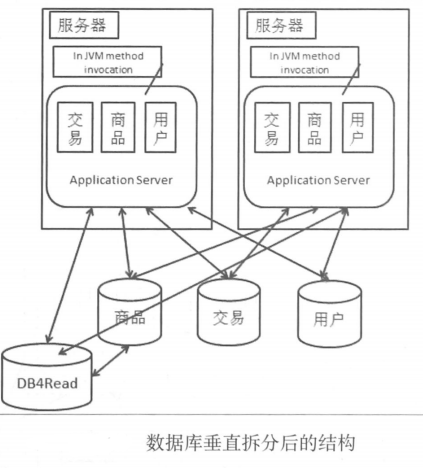 服务器
In JVM method
invocation
交易
商品
用户
Application Server
服务器
In JVM method
invocation
交易
商品
用户
Application Server
商品
交易
用户
DB4Read
数据库垂直拆分后的结构